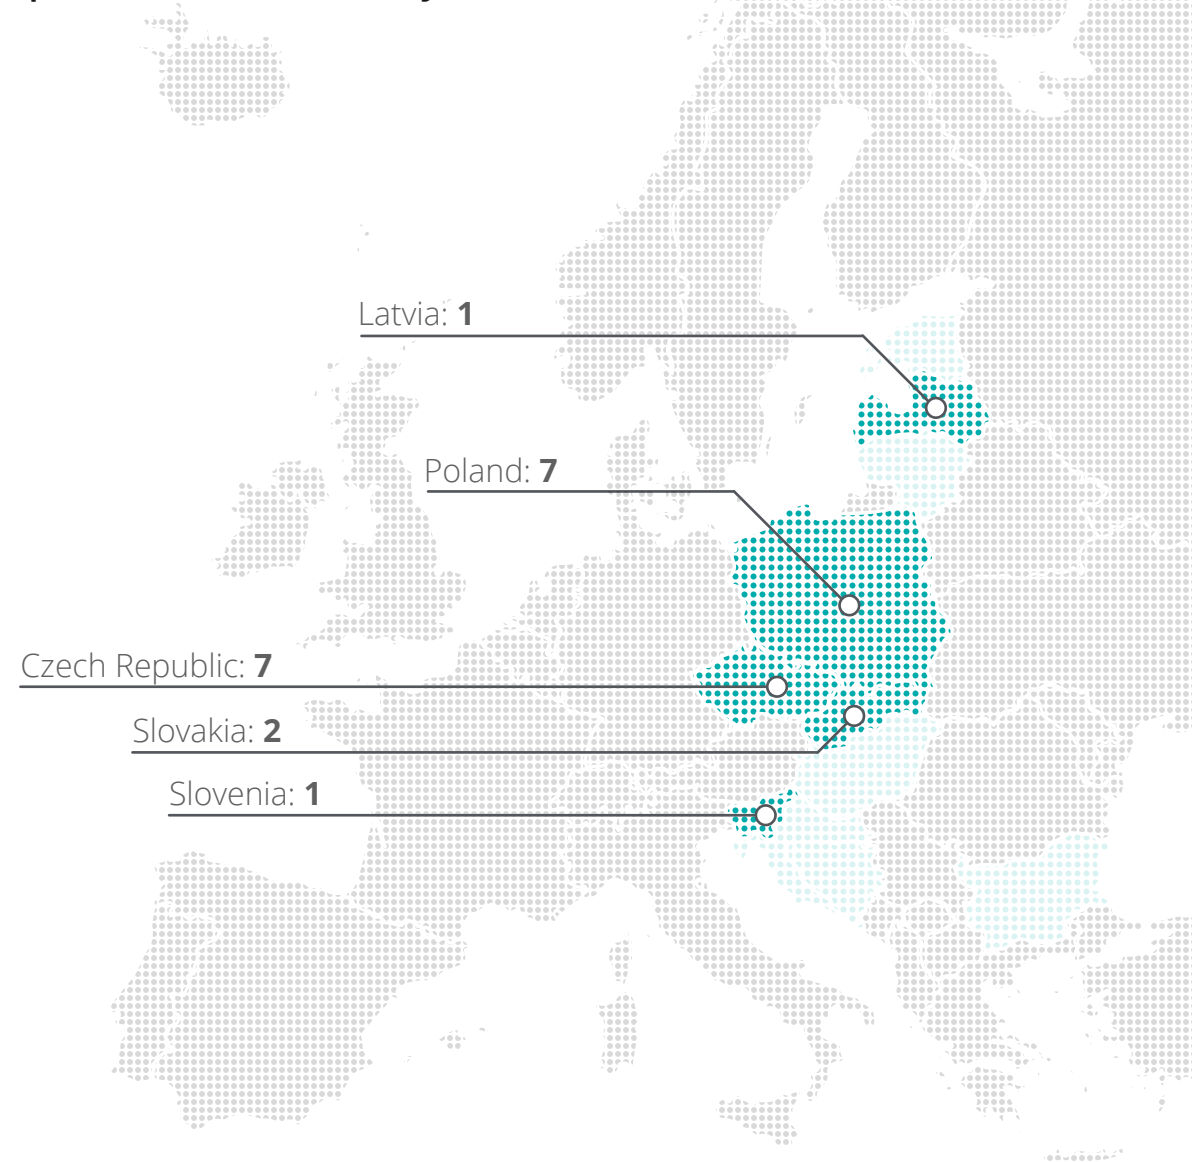 Latvia: 1
Poland: 7
Czech Republic: 7
Slovakia: 2
Slovenia: 1